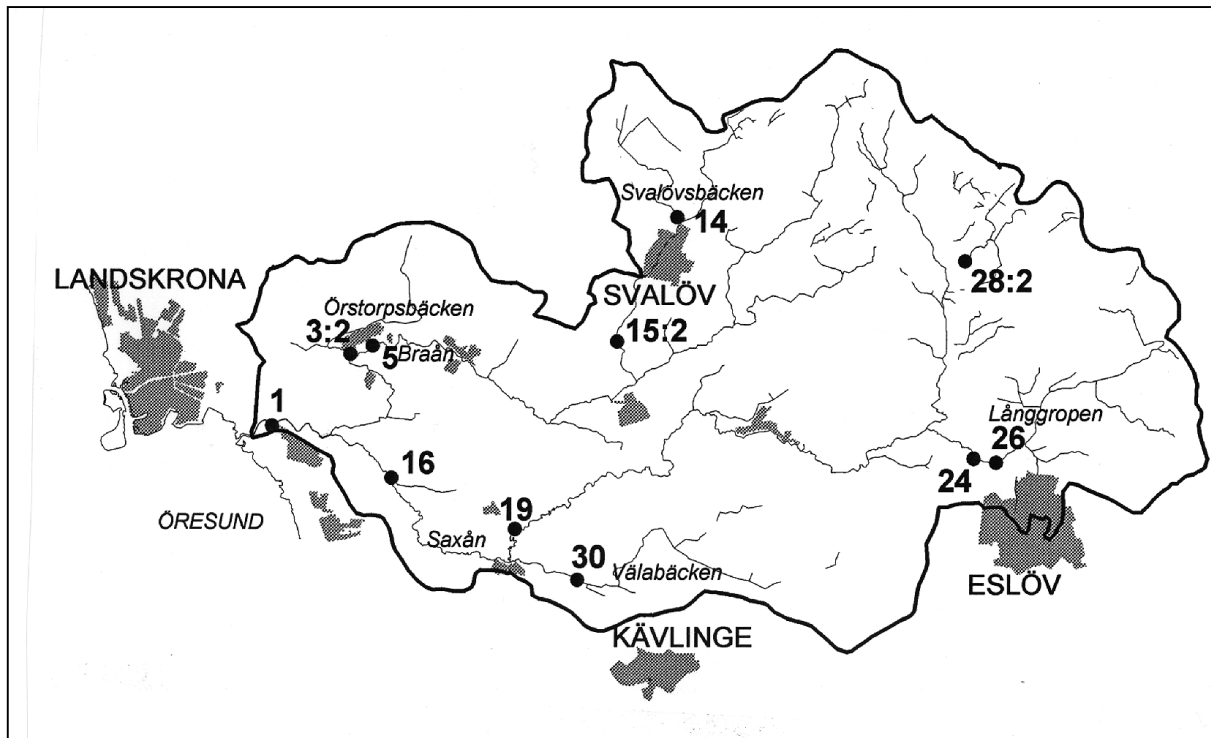 Svalövsbäcken
14
LANDSKRONA
SVALÖV
28:2
Örstorpsbäcken
3:2
15:2
5
Braån
1
Långgropen
26
24
16
19
ÖRESUND
Saxån
30
Välabäcken
ESLÖV
KÄVLINGE